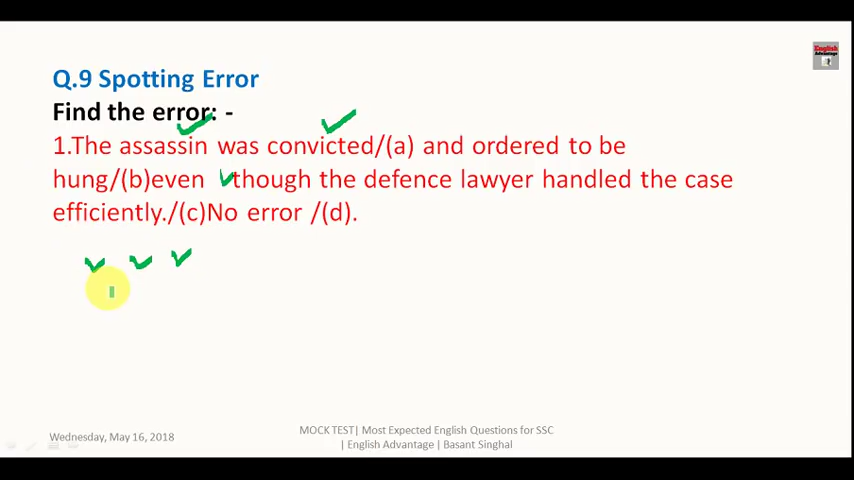 English
Advantage
Q.9 Spotting Error
Find the error: -
1.The assassin was convicted/(a) and ordered to be
hung/(b)even though the defence lawyer handled the case
efficiently./(c)No error /(d).
Wednesday, May 16, 2018
MOCK TEST| Most Expected English Questions for SSC
| English Advantage | Basant Singhal